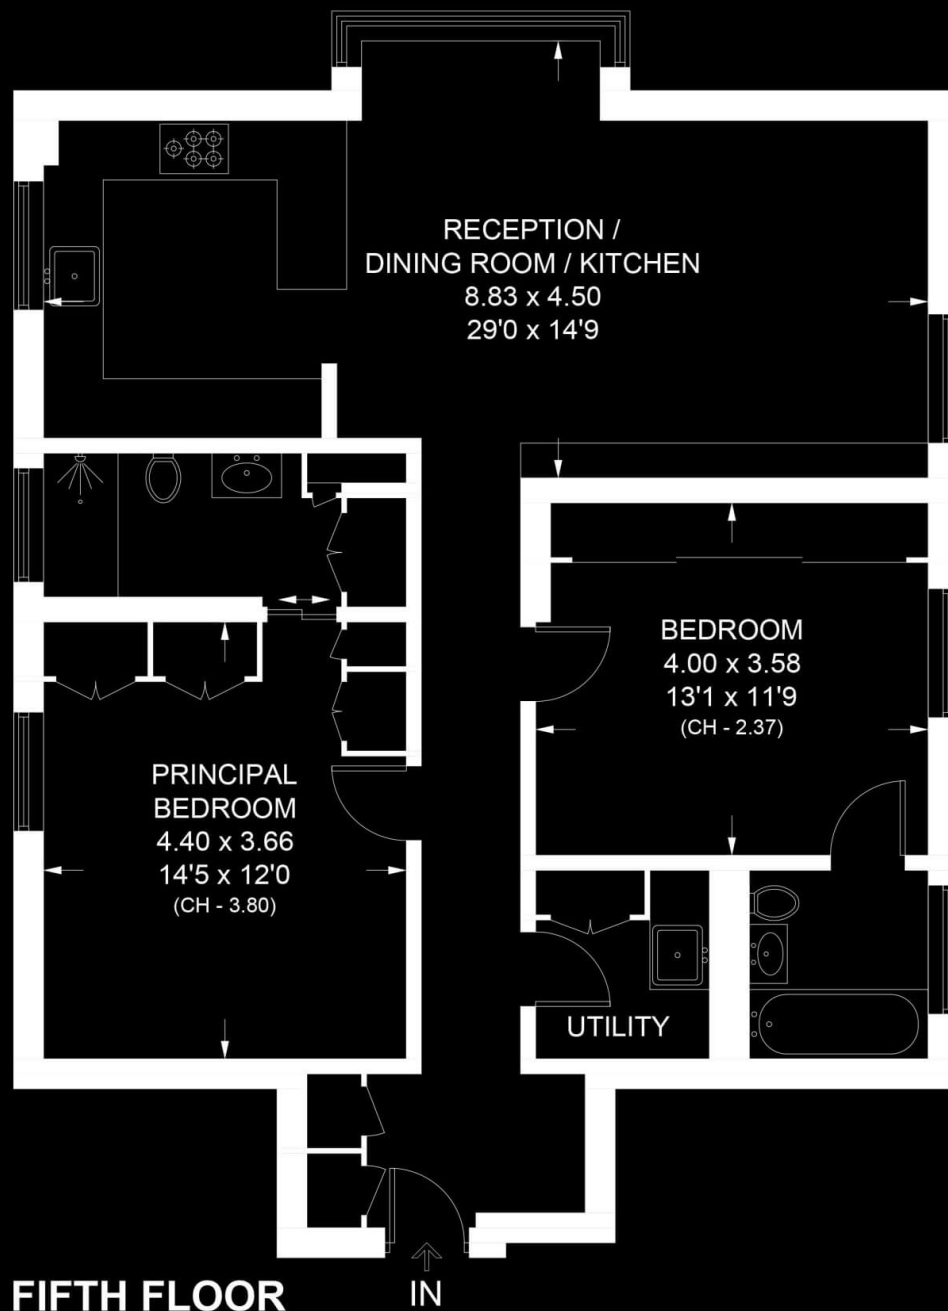 RECEPTION /
DINING ROOM / KITCHEN
8.83 x 4.50
29'0 x 14'9
BEDROOM
4.00 x 3.58
13'1 x 11'9
(CH - 2.37)
PRINCIPAL
BEDROOM
4.40 x 3.66
14'5 x 12'0
(CH - 3.80)
UTILITY
FIFTH FLOOR
IN